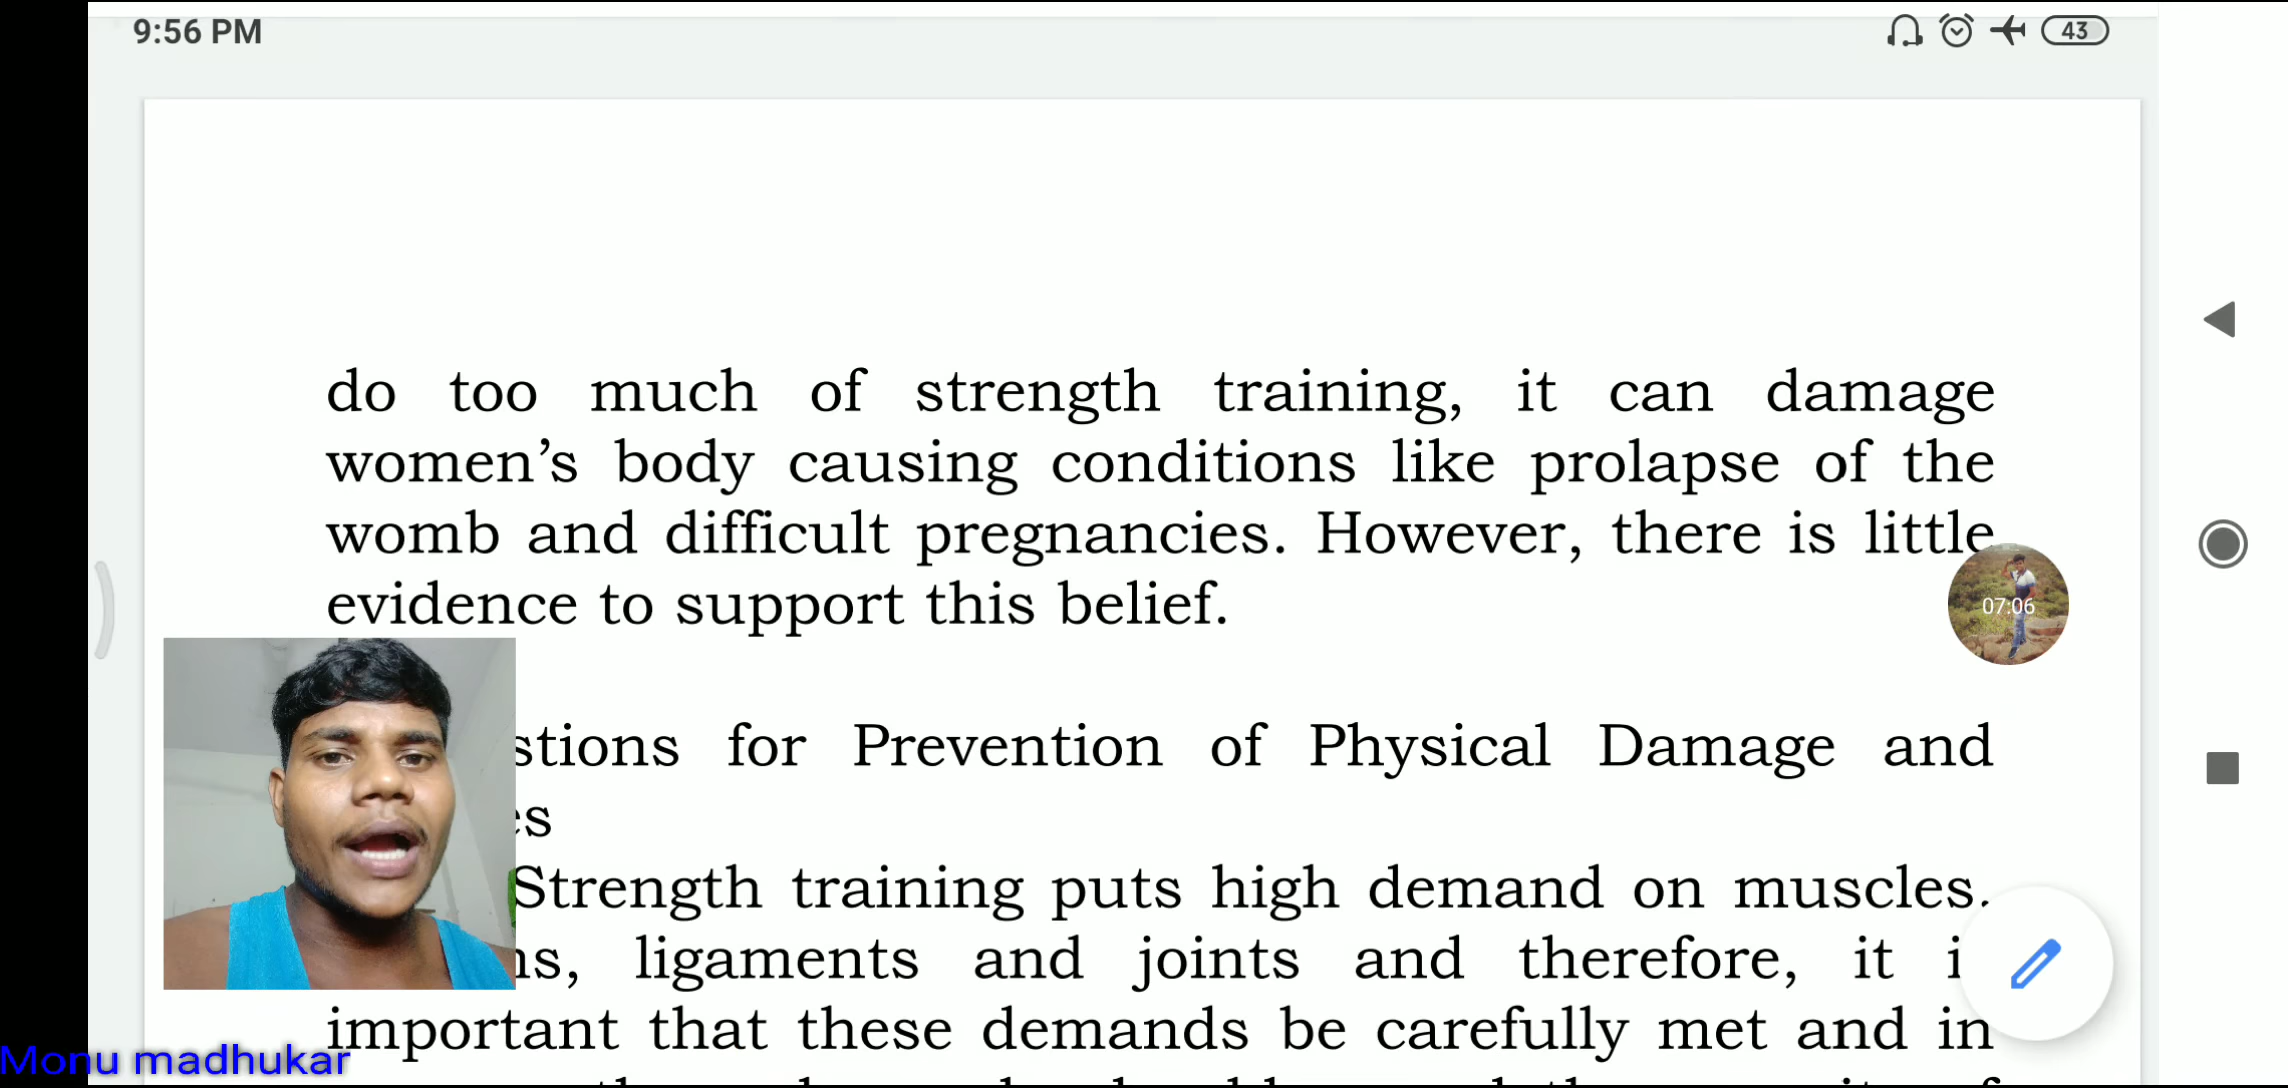 9:56 PM
43
do too much of strength training, it can damage
women’s body causing conditions like prolapse of the
womb and difficult pregnancies. However, there is little
evidence to support this belief.
07:06
stions for Prevention of Physical Damage and
es
Strength training puts high demand on muscles.
ns, ligaments and joints and therefore, it i
important that these demands be carefully met and in
Monu madhukar